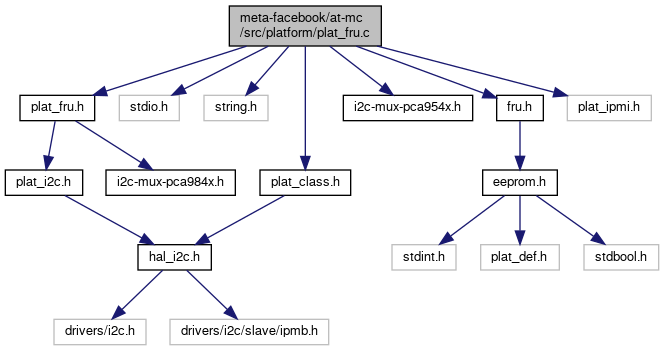 meta-facebook/at-mc
/src/platform/plat_fru.c
plat_fru.h
stdio.h
string.h
i2c-mux-pca954x.h
fru.h
plat_ipmi.h
plat_i2c.h
i2c-mux-pca984x.h
plat_class.h
eeprom.h
hal_i2c.h
stdint.h
plat_def.h
stdbool.h
drivers/i2c.h
drivers/i2c/slave/ipmb.h